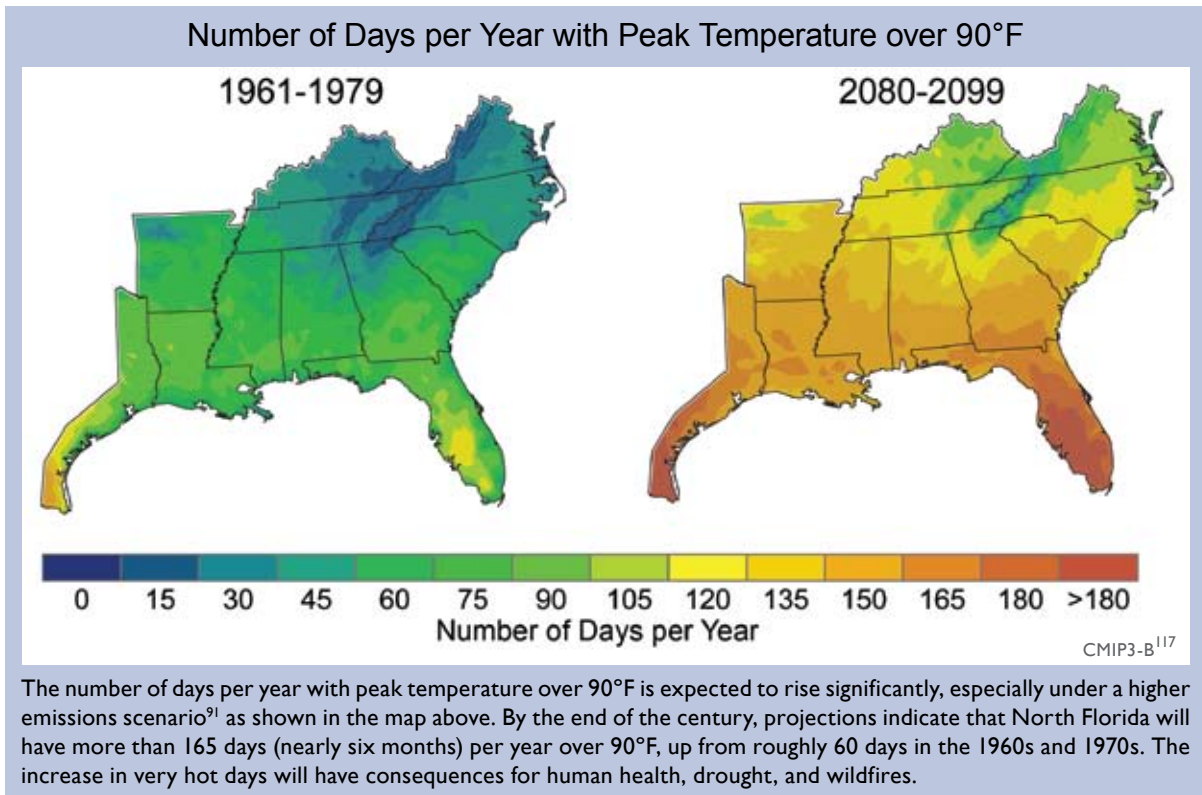 Number of Days per Year with Peak Temperature over 90°F
1961-1979
2080-2099
0 15 30 45 60 75 90 105 120 135 150 165 180 >180
Number of Days per Year
CMIP3-B117
The number of days per year with peak temperature over 90°F is expected to rise significantly, especially under a higher
emissions scenario91 as shown in the map above. By the end of the century, projections indicate that North Florida will
have more than 165 days (nearly six months) per year over 90°F, up from roughly 60 days in the 1960s and 1970s. The
increase in very hot days will have consequences for human health, drought, and wildfires.